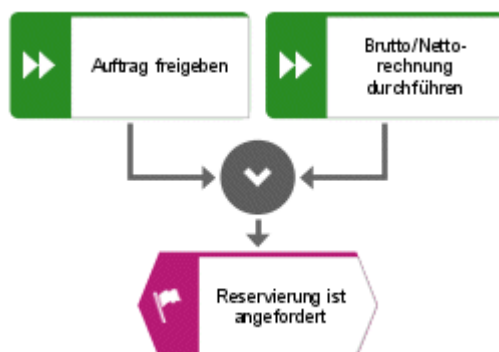 Auftrag freigeben
Brutto/Netto-
rechnung
durchführen
Reservierung ist
angefordert